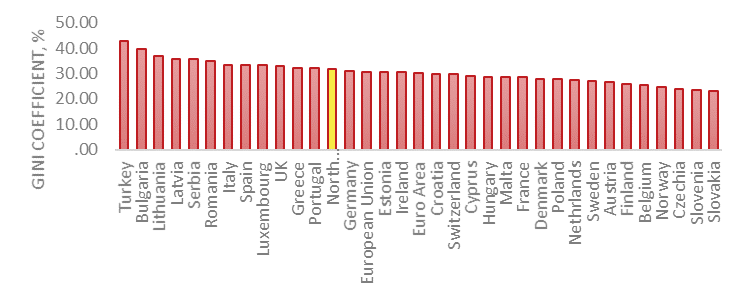 GINI COEFFICIENT, %
50.00
40.00
30.00
20.00
10.00
.00
Turkey
Bulgaria
Lithuania
Latvia
Serbia
Romania
Italy
Spain
Luxembourg
UK
Greece
Portugal
North...
Germany
European Union
Estonia
Ireland
Euro Area
Croatia
Switzerland
Cyprus
Hungary
Malta
France
Denmark
Poland
Nethrlands
Sweden
Austria
Finland
Belgium
Norway
Czechia
Slovenia
Slovakia